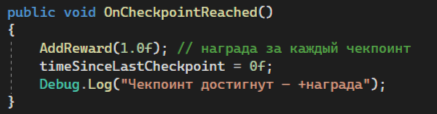 public void OnCheckpointReached()
{
    AddReward(1.0f); // награда за каждый чекпоинт
    timeSinceLastCheckpoint = 0f;
    Debug.Log("Чекпоинт достигнут — +награда");
}